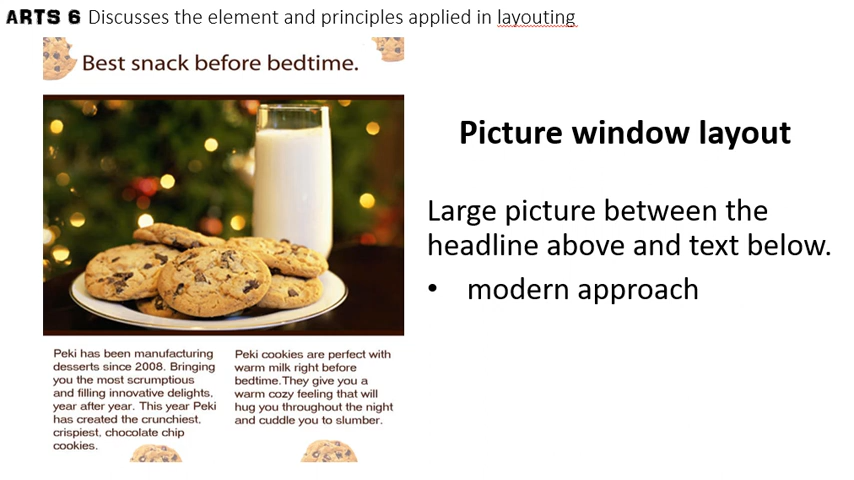 ARTS 6 Discusses the element and principles applied in layouting
Best snack before bedtime.
Peki has been manufacturing
desserts since 2008. Bringing
you the most scrumptious
and filling innovative delights,
year after year. This year Peki
has created the crunchiest,
crispiest, chocolate chip
cookies.
Peki cookies are perfect with
warm milk right before
bedtime.They give you a
warm cozy feeling that will
hug you throughout the night
and cuddle you to slumber.
Picture window layout
Large picture between the
headline above and text below.
• modern approach